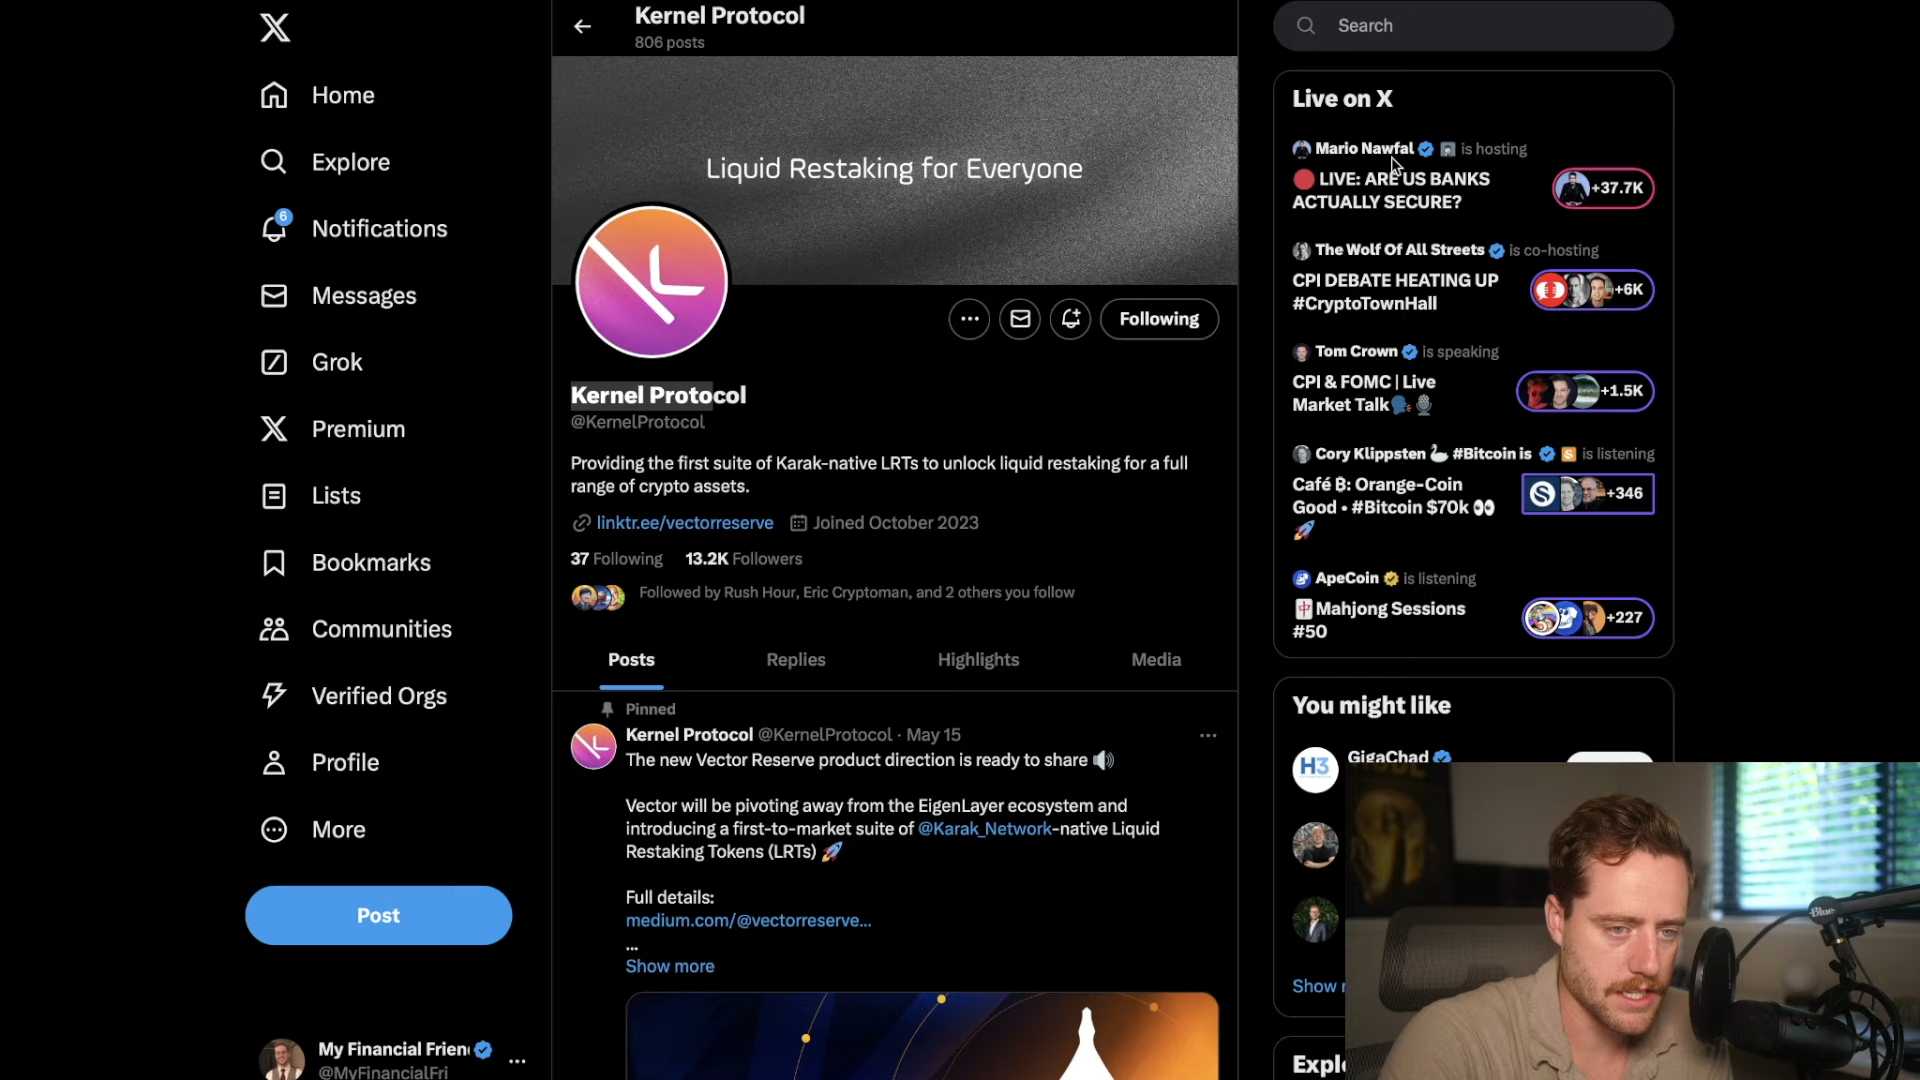 Home
Explore
6
Notifications
Messages
Grok
Premium
Lists
Bookmarks
Communities
Verified Orgs
Profile
More
Post
My Financial Frien
@MyFinancialFri
Kernel Protocol
806 posts
Liquid Restaking for Everyone
Following
Kernel Protocol
@KernelProtocol
Providing the first suite of Karak-native LRTs to unlock liquid restaking for a full
range of crypto assets.
linktr.ee/vectorreserve Joined October 2023
37 Following 13.2K Followers
Followed by Rush Hour, Eric Cryptoman, and 2 others you follow
Posts Replies Highlights Media
Pinned
Kernel Protocol @KernelProtocol · May 15
The new Vector Reserve product direction is ready to share 🔊
Vector will be pivoting away from the EigenLayer ecosystem and
introducing a first-to-market suite of @Karak_Network-native Liquid
Restaking Tokens (LRTs) 🚀
Full details:
medium.com/@vectorreserve...
...
Show more
Search
Live on X
Mario Nawfal is hosting
🔴 LIVE: ARE US BANKS
ACTUALLY SECURE?
+37.7K
The Wolf Of All Streets is co-hosting
CPI DEBATE HEATING UP
#CryptoTownHall
+6K
Tom Crown is speaking
CPI & FOMC | Live
Market Talk🗣️🎙️
+1.5K
Cory Klippsten 🦢 #Bitcoin is S is listening
Café ₿: Orange-Coin
Good • #Bitcoin $70k 👀
🚀
+346
ApeCoin is listening
🀄Mahjong Sessions
#50
+227
You might like
H3
GigaChad
Show
Expl
Blue